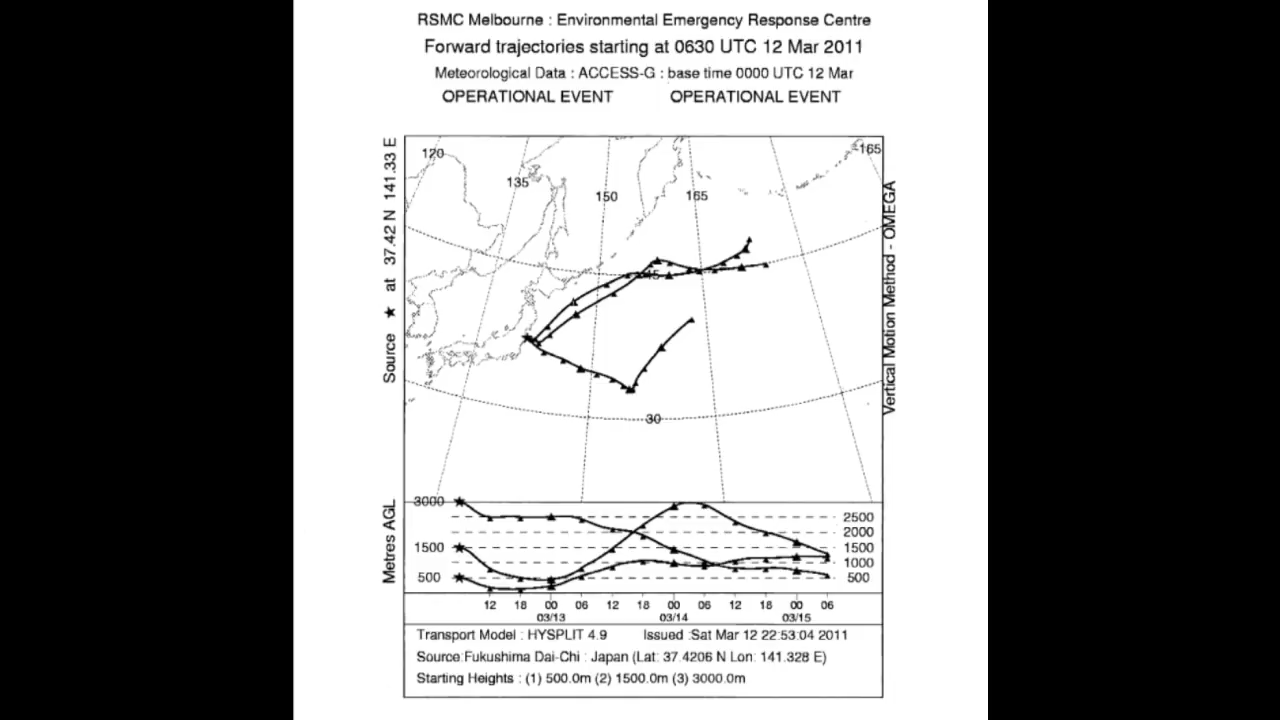 RSMC Melbourne : Environmental Emergency Response Centre
Forward trajectories starting at 0630 UTC 12 Mar 2011
Meteorological Data : ACCESS-G : base time 0000 UTC 12 Mar
OPERATIONAL EVENT OPERATIONAL EVENT
Source ★ at 37.42 N 141.33 E
120
135
150
165
-165
45
30
Vertical Motion Method - OMEGA
Metres AGL
3000
1500
500
2500
2000
1500
1000
500
12 18 00 06 12 18 00 06 12 18 00 06
03/13 03/14 03/15
Transport Model : HYSPLIT 4.9 Issued :Sat Mar 12 22:53:04 2011
Source:Fukushima Dai-Chi : Japan (Lat: 37.4206 N Lon: 141.328 E)
Starting Heights : (1) 500.0m (2) 1500.0m (3) 3000.0m